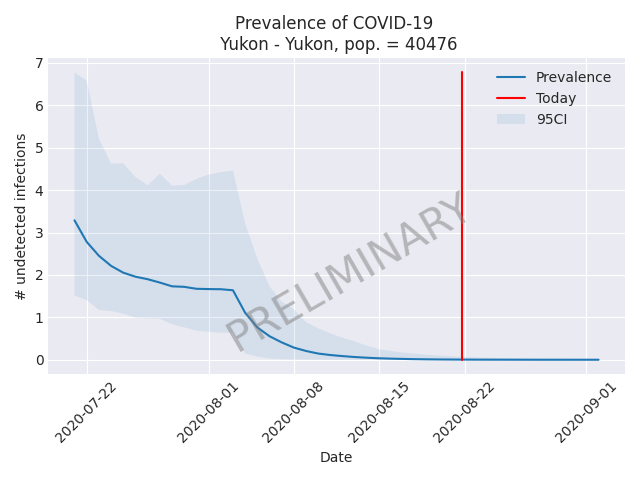 Prevalence of COVID-19
Yukon - Yukon, pop. = 40476
7
6
5
4
3
2
1
0
# undetected infections
Prevalence
Today
95CI
PRELIMINARY
2020-07-22
2020-08-01
2020-08-08
2020-08-15
2020-08-22
2020-09-01
Date